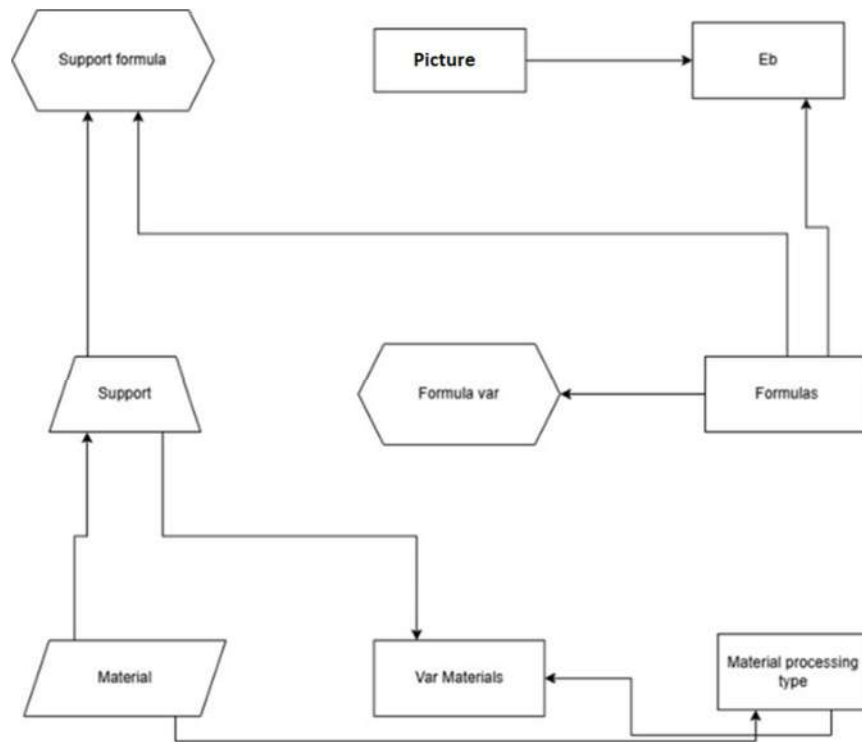 Support formula
Picture
Eb
Support
Formula var
Formulas
Material
Var Materials
Material processing
type